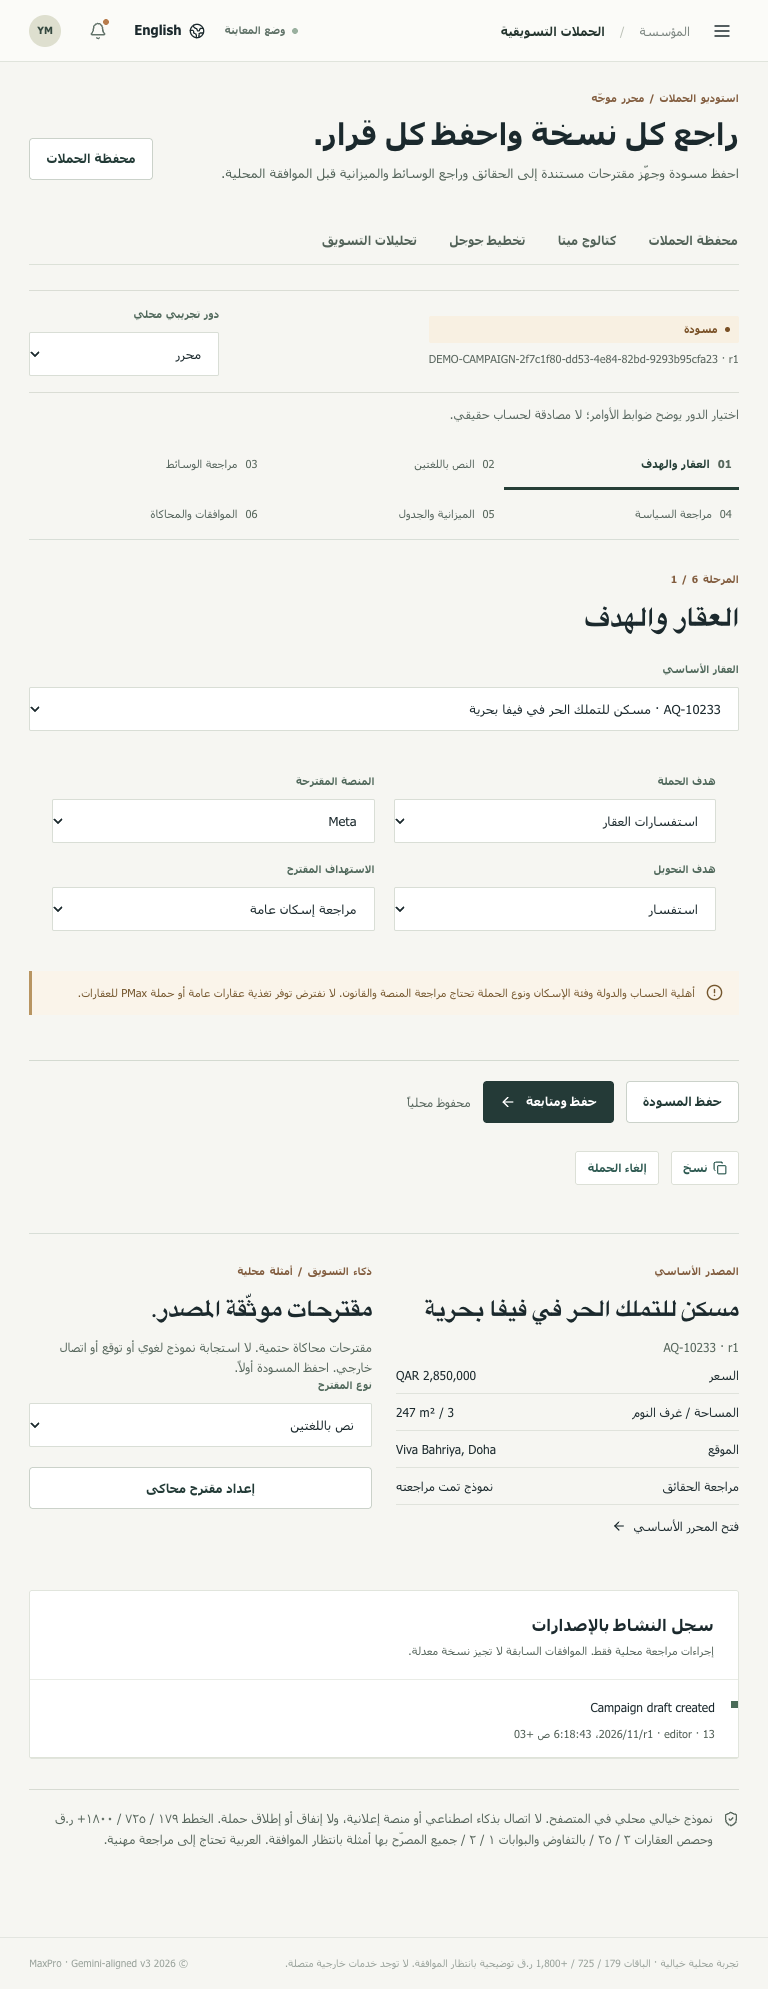 المؤسسة / الحملات التسويقية
وضع المعاينة
English
YM
استوديو الحملات / محرر موجّه
راجع كل نسخة واحفظ كل قرار.
احفظ مسودة وجهّز مقترحات مستندة إلى الحقائق وراجع الوسائط والميزانية قبل الموافقة المحلية.
محفظة الحملات
محفظة الحملات
كتالوج ميتا
تخطيط جوجل
تحليلات التسويق
مسودة
DEMO-CAMPAIGN-2f7c1f80-dd53-4e84-82bd-9293b95cfa23 · r1
دور تجريبي محلي
محرر
اختيار الدور يوضح ضوابط الأوامر؛ لا مصادقة لحساب حقيقي.
01 العقار والهدف
02 النص باللغتين
03 مراجعة الوسائط
04 مراجعة السياسة
05 الميزانية والجدول
06 الموافقات والمحاكاة
المرحلة 6 / 1
العقار والهدف
العقار الأساسي
AQ-10233 · مسكن للتملك الحر في فيفا بحرية
هدف الحملة
استفسارات العقار
المنصة المقترحة
Meta
هدف التحويل
استفسار
الاستهداف المقترح
مراجعة إسكان عامة
أهلية الحساب والدولة وفئة الإسكان ونوع الحملة تحتاج مراجعة المنصة والقانون. لا نفترض توفر تغذية عقارات عامة أو حملة PMax للعقارات.
حفظ المسودة
حفظ ومتابعة
محفوظ محلياً
نسخ
إلغاء الحملة
المصدر الأساسي
مسكن للتملك الحر في فيفا بحرية
AQ-10233 · r1
السعر
QAR 2,850,000
المساحة / غرف النوم
247 m² / 3
الموقع
Viva Bahriya, Doha
مراجعة الحقائق
نموذج تمت مراجعته
فتح المحرر الأساسي
ذكاء التسويق / أمثلة محلية
مقترحات موثّقة المصدر.
مقترحات محاكاة حتمية. لا استجابة نموذج لغوي أو توقع أو اتصال
خارجي. احفظ المسودة أولاً.
نوع المقترح
نص باللغتين
إعداد مقترح محاكى
سجل النشاط بالإصدارات
إجراءات مراجعة محلية فقط. الموافقات السابقة لا تجيز نسخة معدلة.
Campaign draft created
r1 · editor · 13/11/2026، 6:18:43 ص +03
نموذج خيالي محلي في المتصفح. لا اتصال بذكاء اصطناعي أو منصة إعلانية، ولا إنفاق أو إطلاق حملة. الخطط ١٧٩ / ٧٢٥ / ١٨٠٠+ ر.ق
وحصص العقارات ٣ / ٢٥ / بالتفاوض والبوابات ١ / ٢ / جميع المصرّح بها أمثلة بانتظار الموافقة. العربية تحتاج إلى مراجعة مهنية.
تجربة محلية خيالية · الباقات 179 / 725 / 1,800+ ر.ق توضيحية بانتظار الموافقة. لا توجد خدمات خارجية متصلة.
© 2026 MaxPro · Gemini-aligned v3